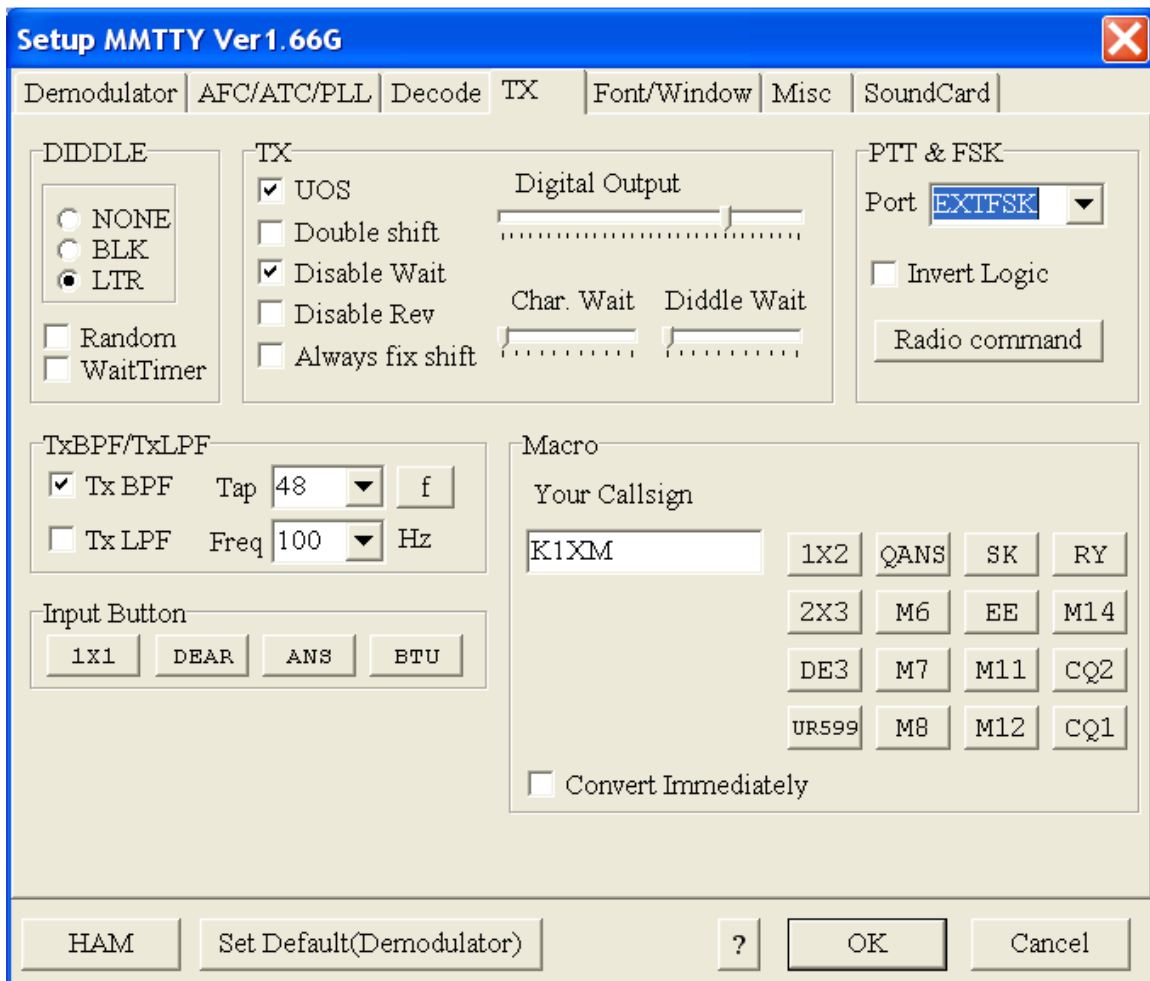 Setup MMTTY Ver1.66G
Demodulator AFC/ATC/PLL Decode TX Font/Window Misc SoundCard
DIDDLE
NONE
BLK
LTR
Random
WaitTimer
TX
UOS
Double shift
Disable Wait
Disable Rev
Always fix shift
Digital Output
Char. Wait Diddle Wait
PTT & FSK
Port EXTFSK
Invert Logic
Radio command
TxBPF/TxLPF
Tx BPF Tap 48 f
Tx LPF Freq 100 Hz
Input Button
1X1 DEAR ANS BTU
Macro
Your Callsign
K1XM
1X2 QANS SK RY
2X3 M6 EE M14
DE3 M7 M11 CQ2
UR599 M8 M12 CQ1
Convert Immediately
HAM Set Default(Demodulator) ? OK Cancel